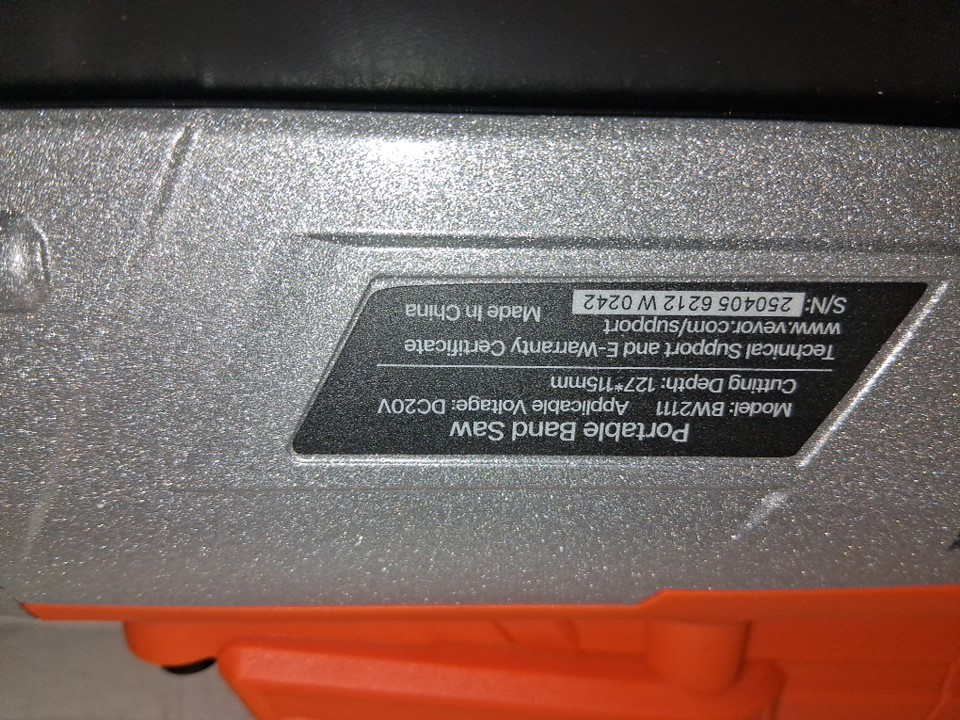 Portable Band Saw
Model: BW2111 Applicable Voltage: DC20V
Cutting Depth: 127*115mm
Technical Support and E-Warranty Certificate
www.vevor.com/support
S/N: 250405 6212 W 0242 Made In China